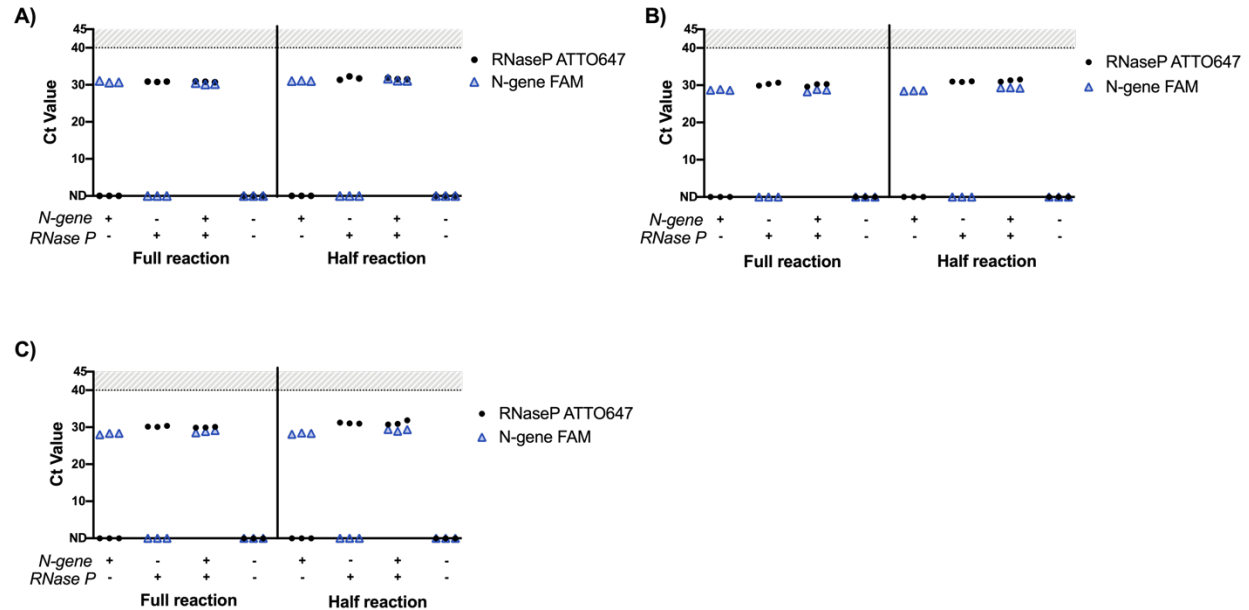 A)
45
40
30
20
10
ND
Ct Value
RNaseP ATTO647
N-gene FAM
N-gene + - + - + - + -
RNase P - + + - - + + -
Full reaction Half reaction
B)
45
40
30
20
10
ND
Ct Value
RNaseP ATTO647
N-gene FAM
N-gene + - + - + - + -
RNase P - + + - - + + -
Full reaction Half reaction
C)
45
40
30
20
10
ND
Ct Value
RNaseP ATTO647
N-gene FAM
N-gene + - + - + - + -
RNase P - + + - - + + -
Full reaction Half reaction